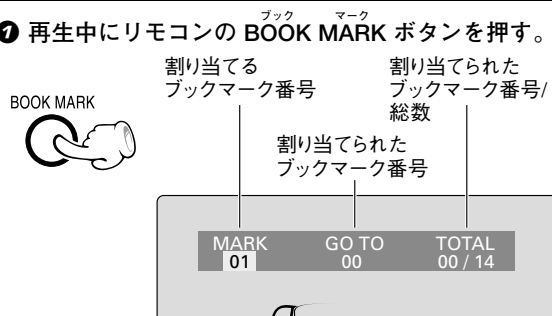 ❶ 再生中にリモコンの BOOK MARK ボタンを押す。
ブック マーク
BOOK MARK
割り当てる
ブックマーク番号
割り当てられた
ブックマーク番号/
総数
割り当てられた
ブックマーク番号
MARK GO TO TOTAL
01 00 00 / 14